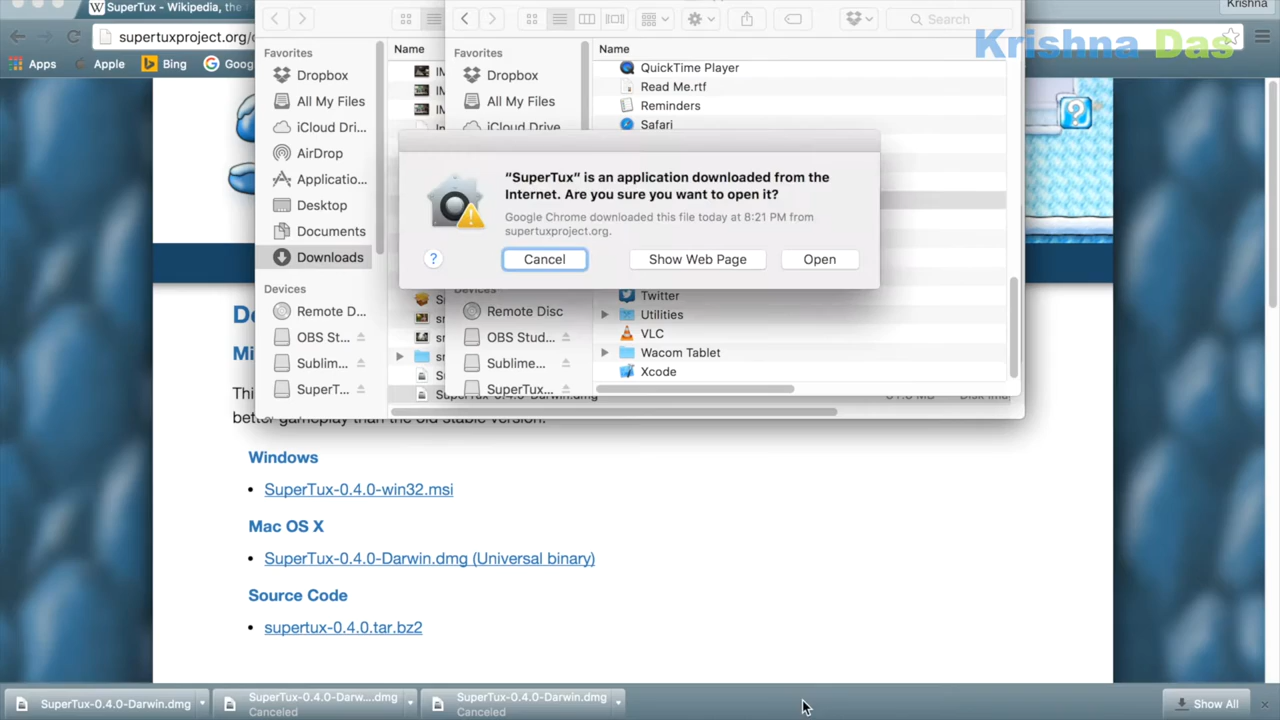 SuperTux - Wikipedia, the f
Krishna
supertuxproject.org/
Apps
Apple
Bing
Goog
Krishna Das
Search
Favorites
Dropbox
All My Files
iCloud Dri...
AirDrop
Applicatio...
Desktop
Documents
Downloads
Devices
Remote D...
OBS St...
Sublim...
SuperT...
Name
Favorites
Dropbox
All My Files
iCloud Drive
Devices
Remote Disc
OBS Stud...
Sublime...
SuperTux...
Name
QuickTime Player
Read Me.rtf
Reminders
Safari
Twitter
Utilities
VLC
Wacom Tablet
Xcode
SuperTux-0.4.0-Darwin.dmg
“SuperTux” is an application downloaded from the
Internet. Are you sure you want to open it?
Google Chrome downloaded this file today at 8:21 PM from
supertuxproject.org.
?
Cancel
Show Web Page
Open
better gameplay than the old stable version.
Windows
• SuperTux-0.4.0-win32.msi
Mac OS X
• SuperTux-0.4.0-Darwin.dmg (Universal binary)
Source Code
• supertux-0.4.0.tar.bz2
SuperTux-0.4.0-Darwin.dmg
SuperTux-0.4.0-Darw....dmg
Canceled
SuperTux-0.4.0-Darwin.dmg
Canceled
Show All